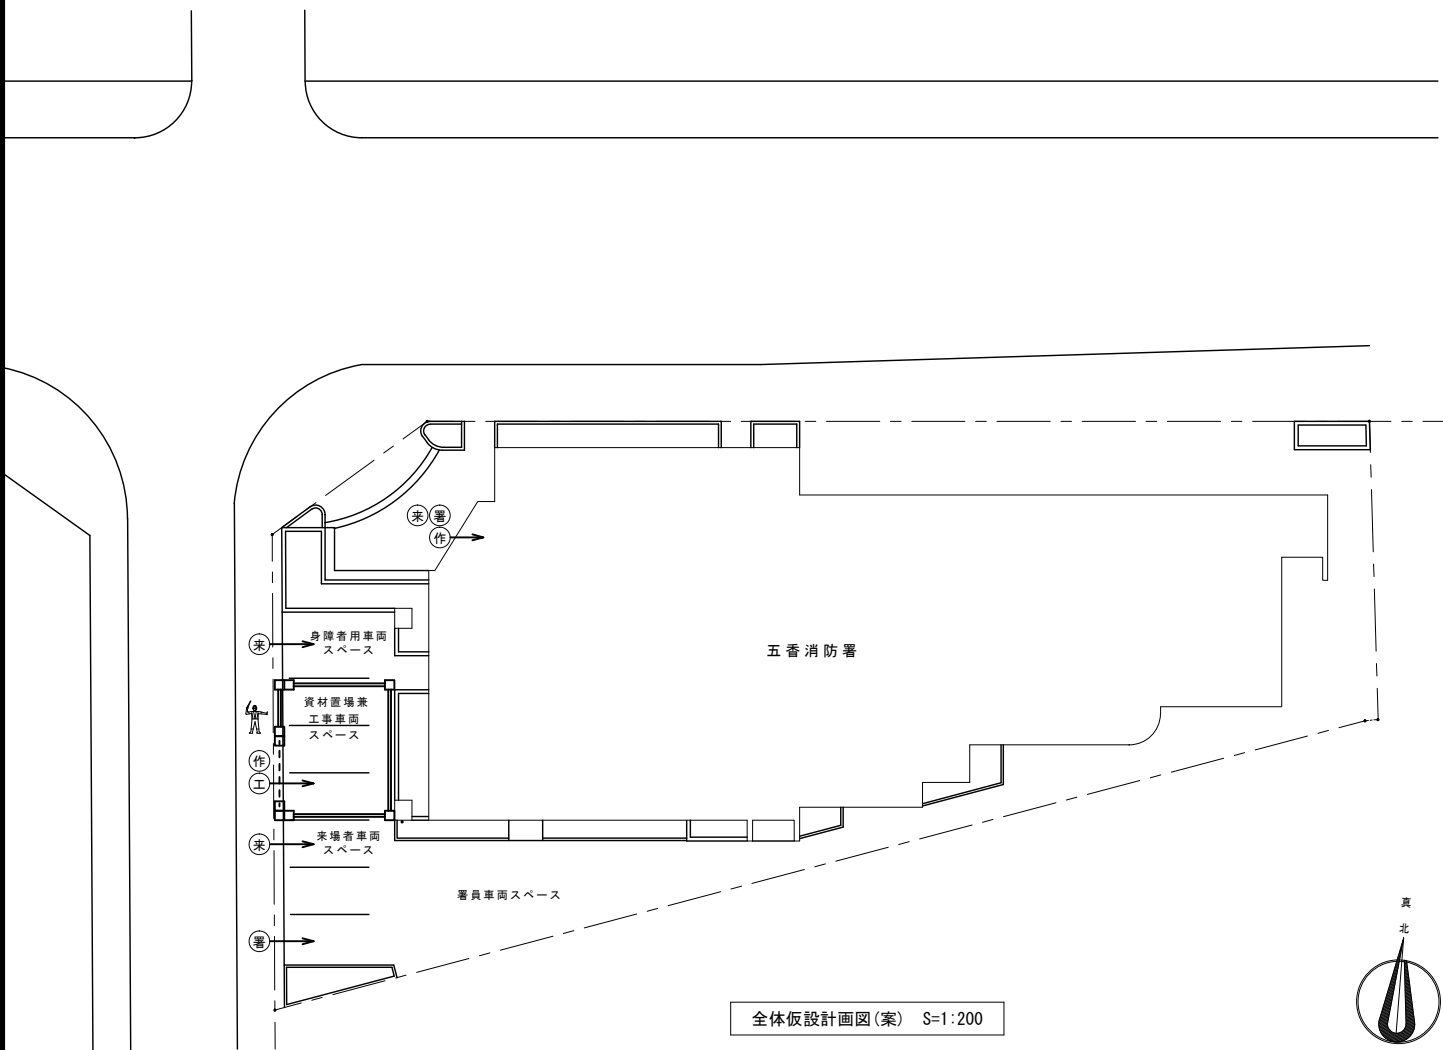 来 署
作
来
身障者用車両
スペース
五香消防署
資材置場兼
工事車両
スペース
作
工
来
来場者車両
スペース
署員車両スペース
署
真
北
全体仮設計画図(案) S=1:200